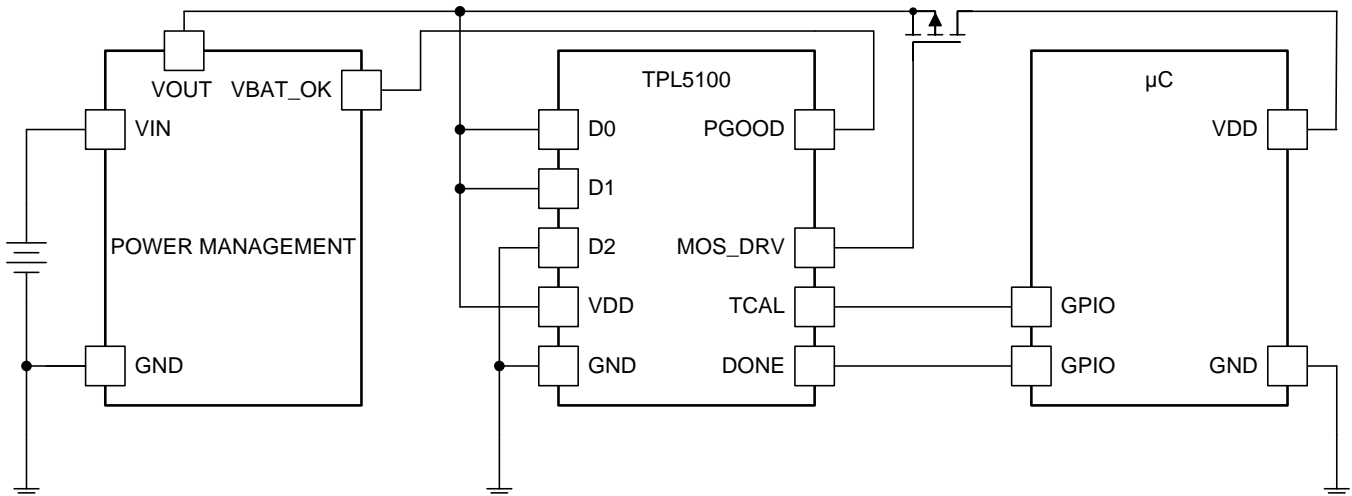 VOUT
VBAT_OK
VIN
POWER MANAGEMENT
GND
TPL5100
D0
D1
D2
VDD
GND
PGOOD
MOS_DRV
TCAL
DONE
µC
VDD
GPIO
GPIO
GND